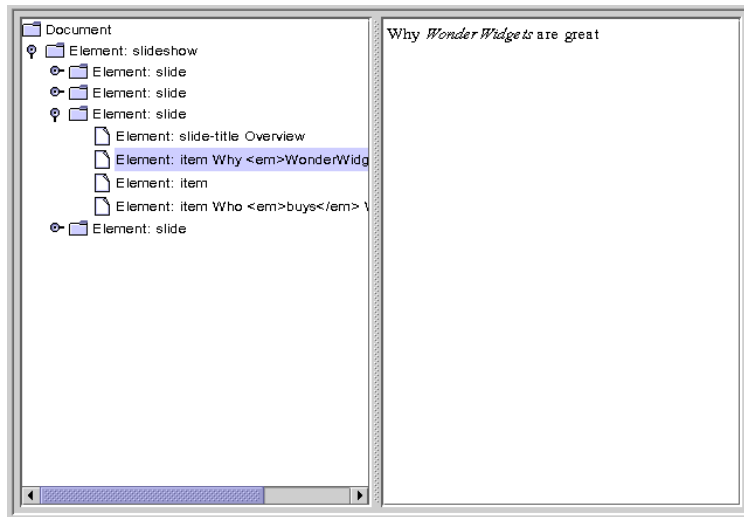 Document
Element: slideshow
Element: slide
Element: slide
Element: slide
Element: slide-title Overview
Element: item Why <em>WonderWidg
Element: item
Element: item Who <em>buys</em>
Element: slide
Why Wonder Widgets are great